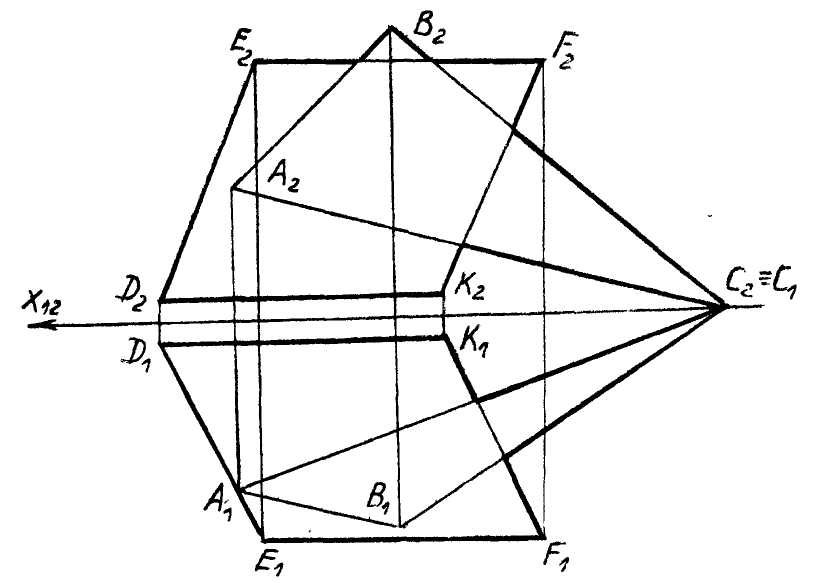 E₂ B₂ F₂
A₂
D₂ K₂ C₂≡C₁
X₁₂
D₁ K₁
A₁ B₁
E₁ F₁